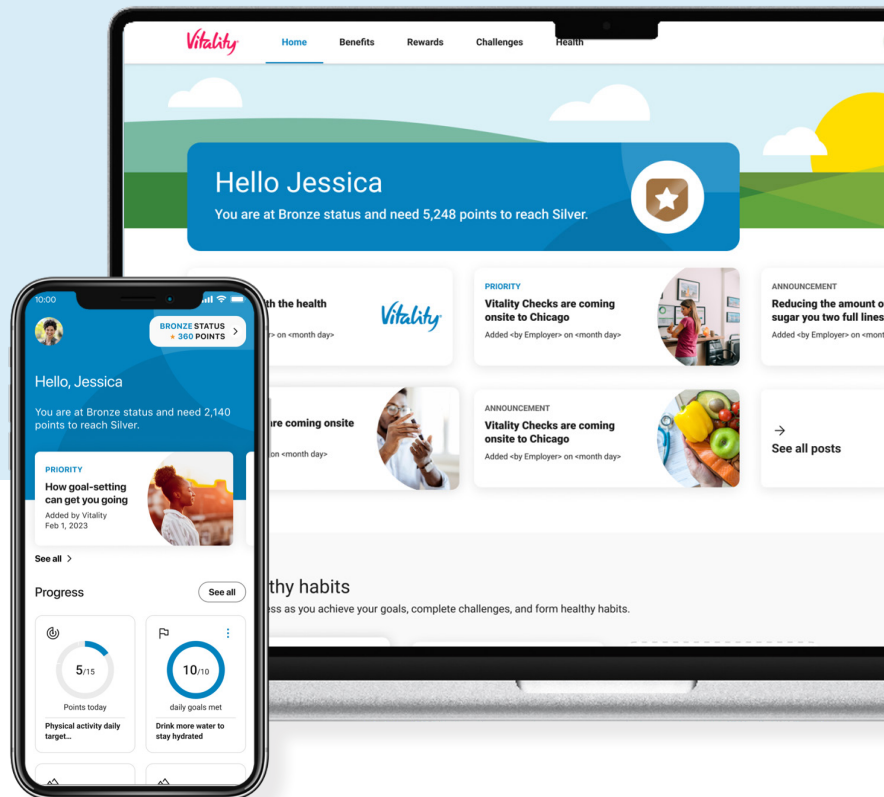 Vitality
Home Benefits Rewards Challenges Health
Hello Jessica
You are at Bronze status and need 5,248 points to reach Silver.
th the health
on <month day>
Vitality
PRIORITY
Vitality Checks are coming
onsite to Chicago
Added <by Employer> on <month day>
ANNOUNCEMENT
Reducing the amount o
sugar you two full lines
Added <by Employer> on <mont
are coming onsite
on <month day>
ANNOUNCEMENT
Vitality Checks are coming
onsite to Chicago
Added <by Employer> on <month day>
See all posts
thy habits
ess as you achieve your goals, complete challenges, and form healthy habits.
10:00
BRONZE STATUS
360 POINTS
Hello, Jessica
You are at Bronze status and need 2,140
points to reach Silver.
PRIORITY
How goal-setting
can get you going
Added by Vitality
Feb 1, 2023
See all
Progress
See all
5/15
Points today
Physical activity daily
target...
10/10
daily goals met
Drink more water to
stay hydrated